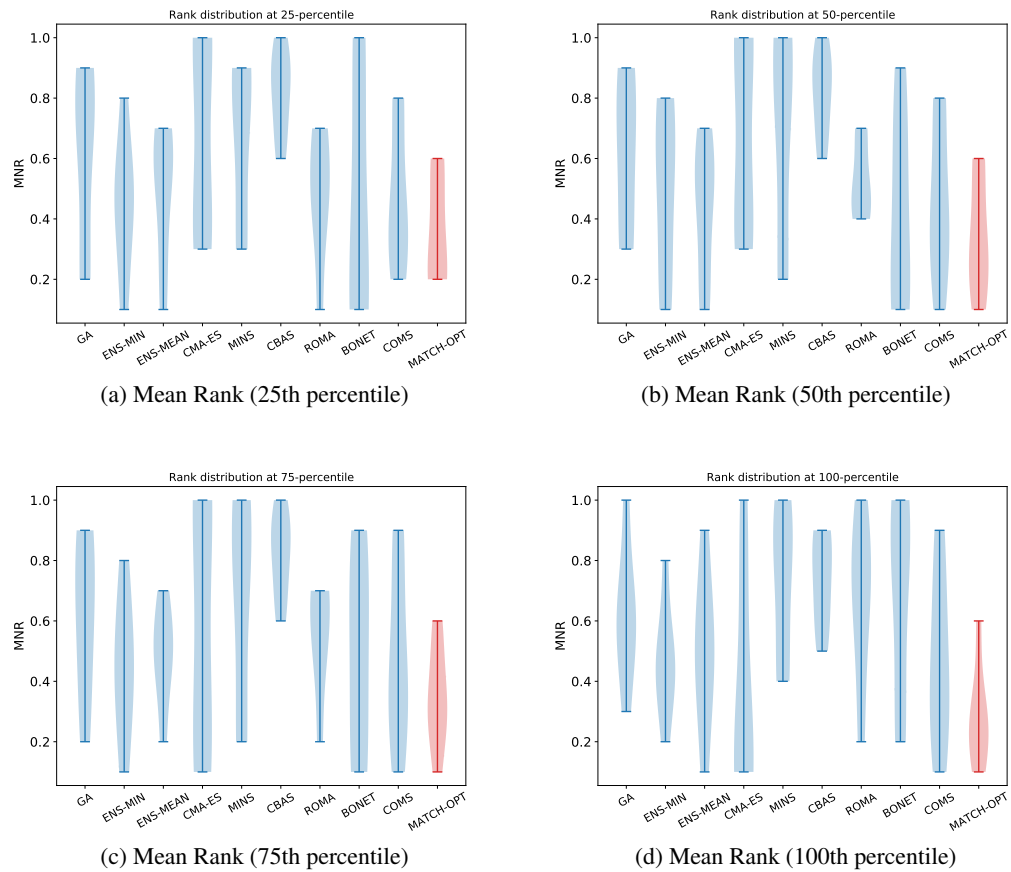 Rank distribution at 25-percentile
1.0
0.8
0.6
0.4
0.2
MNR
GA
ENS-MIN
ENS-MEAN
CMA-ES
MINS
CBAS
ROMA
BONET
COMS
MATCH-OPT
(a) Mean Rank (25th percentile)
Rank distribution at 50-percentile
1.0
0.8
0.6
0.4
0.2
MNR
GA
ENS-MIN
ENS-MEAN
CMA-ES
MINS
CBAS
ROMA
BONET
COMS
MATCH-OPT
(b) Mean Rank (50th percentile)
Rank distribution at 75-percentile
1.0
0.8
0.6
0.4
0.2
MNR
GA
ENS-MIN
ENS-MEAN
CMA-ES
MINS
CBAS
ROMA
BONET
COMS
MATCH-OPT
(c) Mean Rank (75th percentile)
Rank distribution at 100-percentile
1.0
0.8
0.6
0.4
0.2
MNR
GA
ENS-MIN
ENS-MEAN
CMA-ES
MINS
CBAS
ROMA
BONET
COMS
MATCH-OPT
(d) Mean Rank (100th percentile)